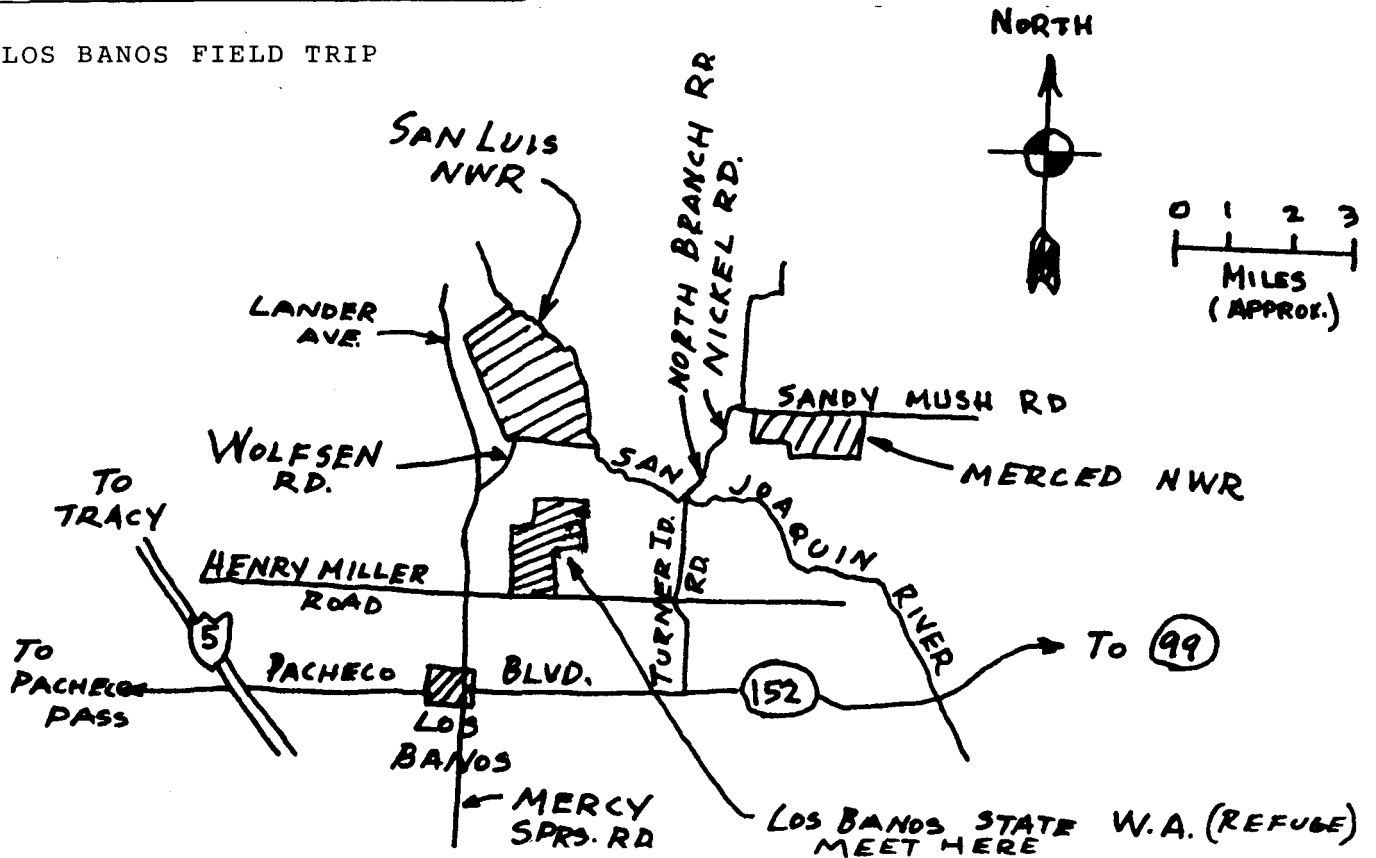 LOS BANOS FIELD TRIP
NORTH
0 1 2 3
MILES
(APPROX.)
SAN LUIS
NWR
NORTH BRANCH RD
NICKEL RD.
LANDER
AVE.
SANDY MUSH RD
WOLFSEN
RD.
MERCED NWR
SAN JOAQUIN RIVER
TO
TRACY
HENRY MILLER
ROAD
TURNER ID.
RD
5
TO
PACHECO
PASS
PACHECO BLVD.
152
TO 99
LOS
BANOS
MERCY
SPRS. RD
LOS BANOS STATE W.A. (REFUGE)
MEET HERE